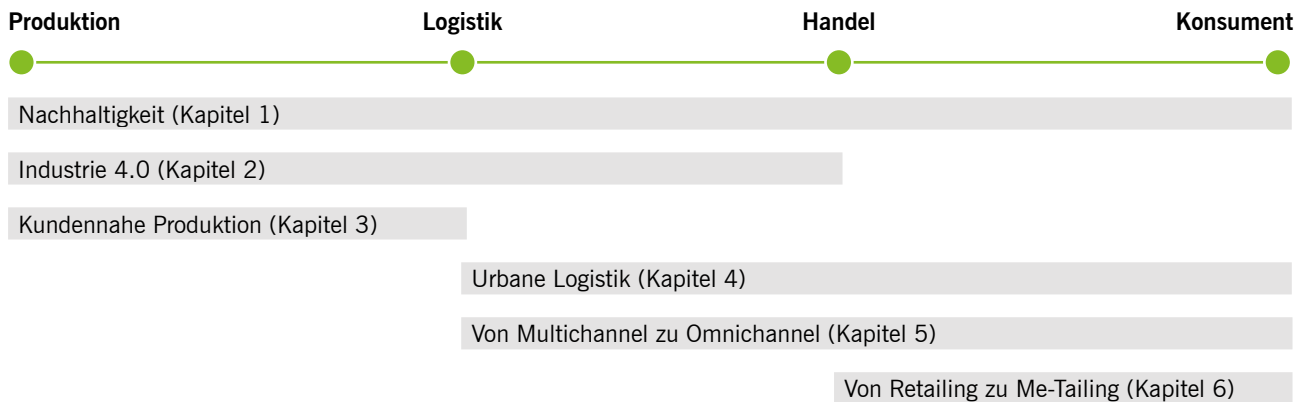 Produktion Logistik Handel Konsument
Nachhaltigkeit (Kapitel 1)
Industrie 4.0 (Kapitel 2)
Kundennahe Produktion (Kapitel 3)
Urbane Logistik (Kapitel 4)
Von Multichannel zu Omnichannel (Kapitel 5)
Von Retailing zu Me-Tailing (Kapitel 6)